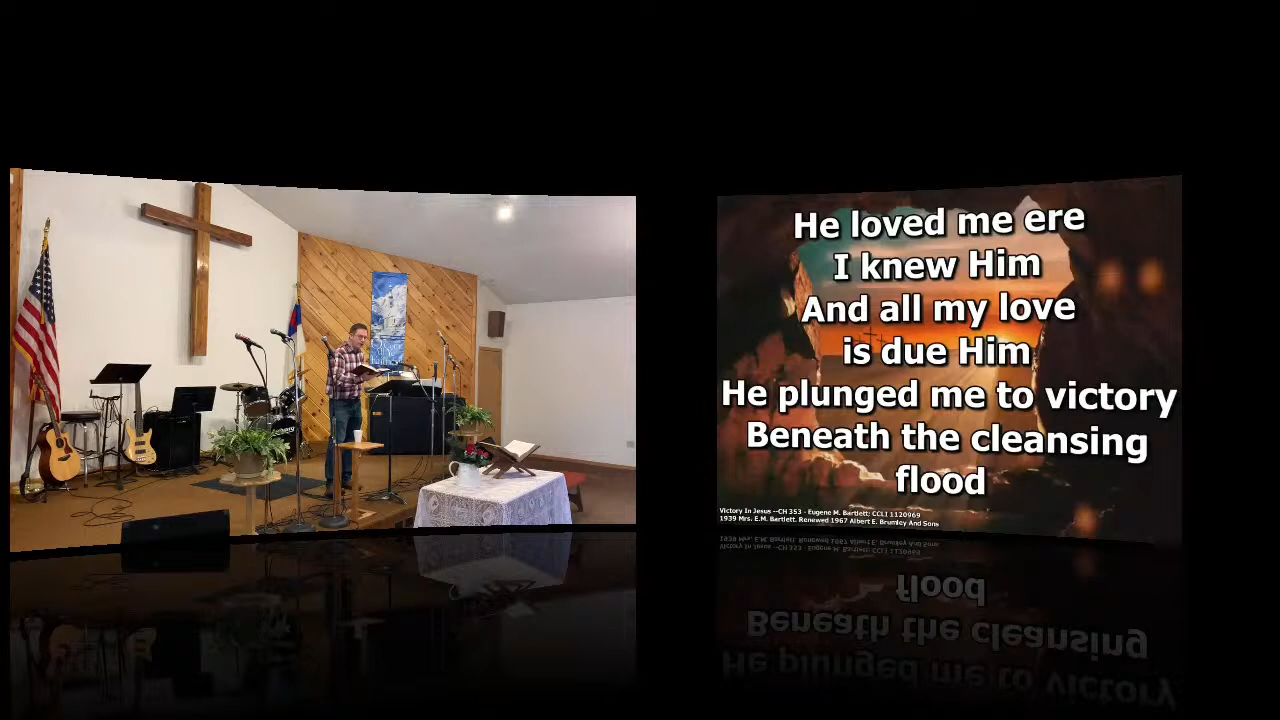 He loved me ere
I knew Him
And all my love
is due Him
He plunged me to victory
Beneath the cleansing
flood
Victory In Jesus --CH 353 - Eugene M. Bartlett; CCLI 1120969
1939 Mrs. E.M. Bartlett. Renewed 1967 Albert E. Brumley And Sons